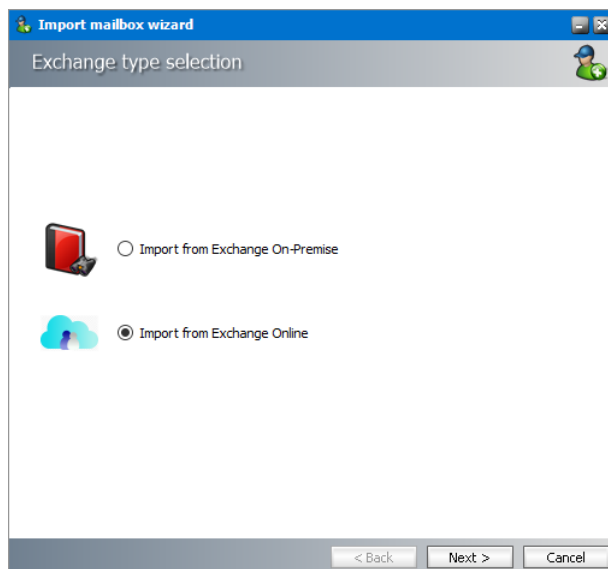 Import mailbox wizard
Exchange type selection
Import from Exchange On-Premise
Import from Exchange Online
< Back Next > Cancel